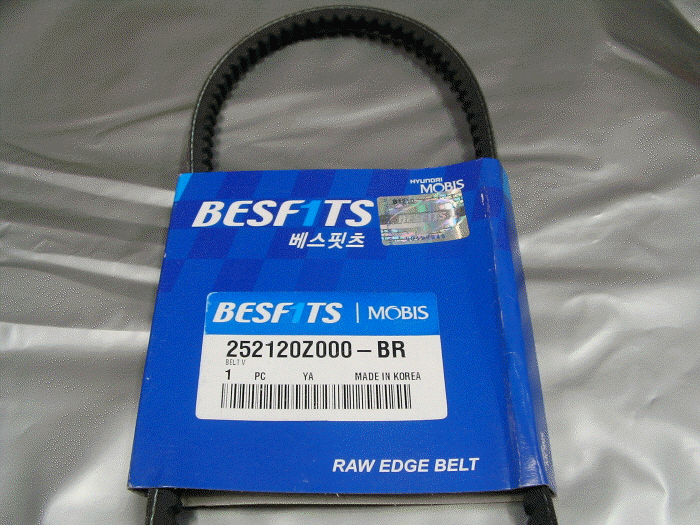 HYUNDAI
MOBIS
BESF1TS
베스핏츠
BESF1TS | MOBIS
252120Z000-BR
BELT V
1 PC YA MADE IN KOREA
RAW EDGE BELT